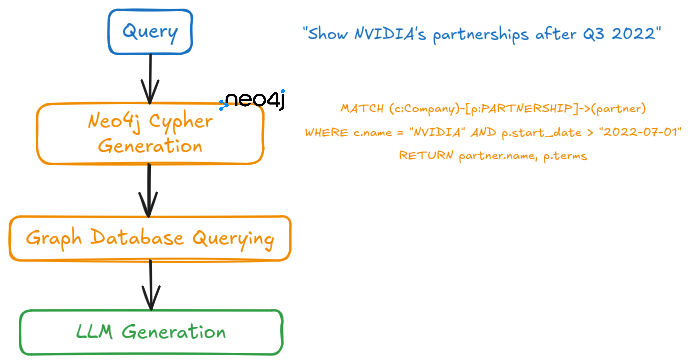 Query
"Show NVIDIA's partnerships after Q3 2022"
neo4j
Neo4j Cypher
Generation
MATCH (c:Company)-[p:PARTNERSHIP]->(partner)
WHERE c.name = "NVIDIA" AND p.start_date > "2022-07-01"
RETURN partner.name, p.terms
Graph Database Querying
LLM Generation